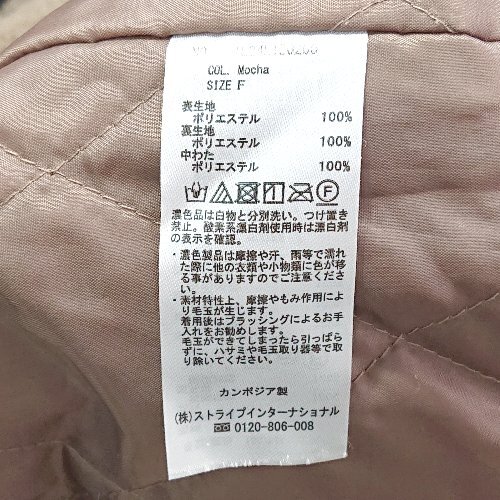 COL. Mocha
SIZE F
表生地
ポリエステル 100%
裏生地
ポリエステル 100%
中わた
ポリエステル 100%
濃色品は白物と分別洗い。つけ置き
禁止。酸素系漂白剤使用時は漂白剤
の表示を確認。
・濃色製品は摩擦や汗、雨等で濡れ
た際に他の衣類や小物類に色が移
る事がありますのでご注意くださ
い。
・素材特性上、摩擦やもみ作用によ
り毛玉が生じます。
着用後はブラッシングによるお手
入れをお勧めします。
毛玉ができてしまったら引っぱら
ずに、ハサミや毛玉取り器等で取
り除いてください。
カンボジア製
(株)ストライプインターナショナル
0120-806-008